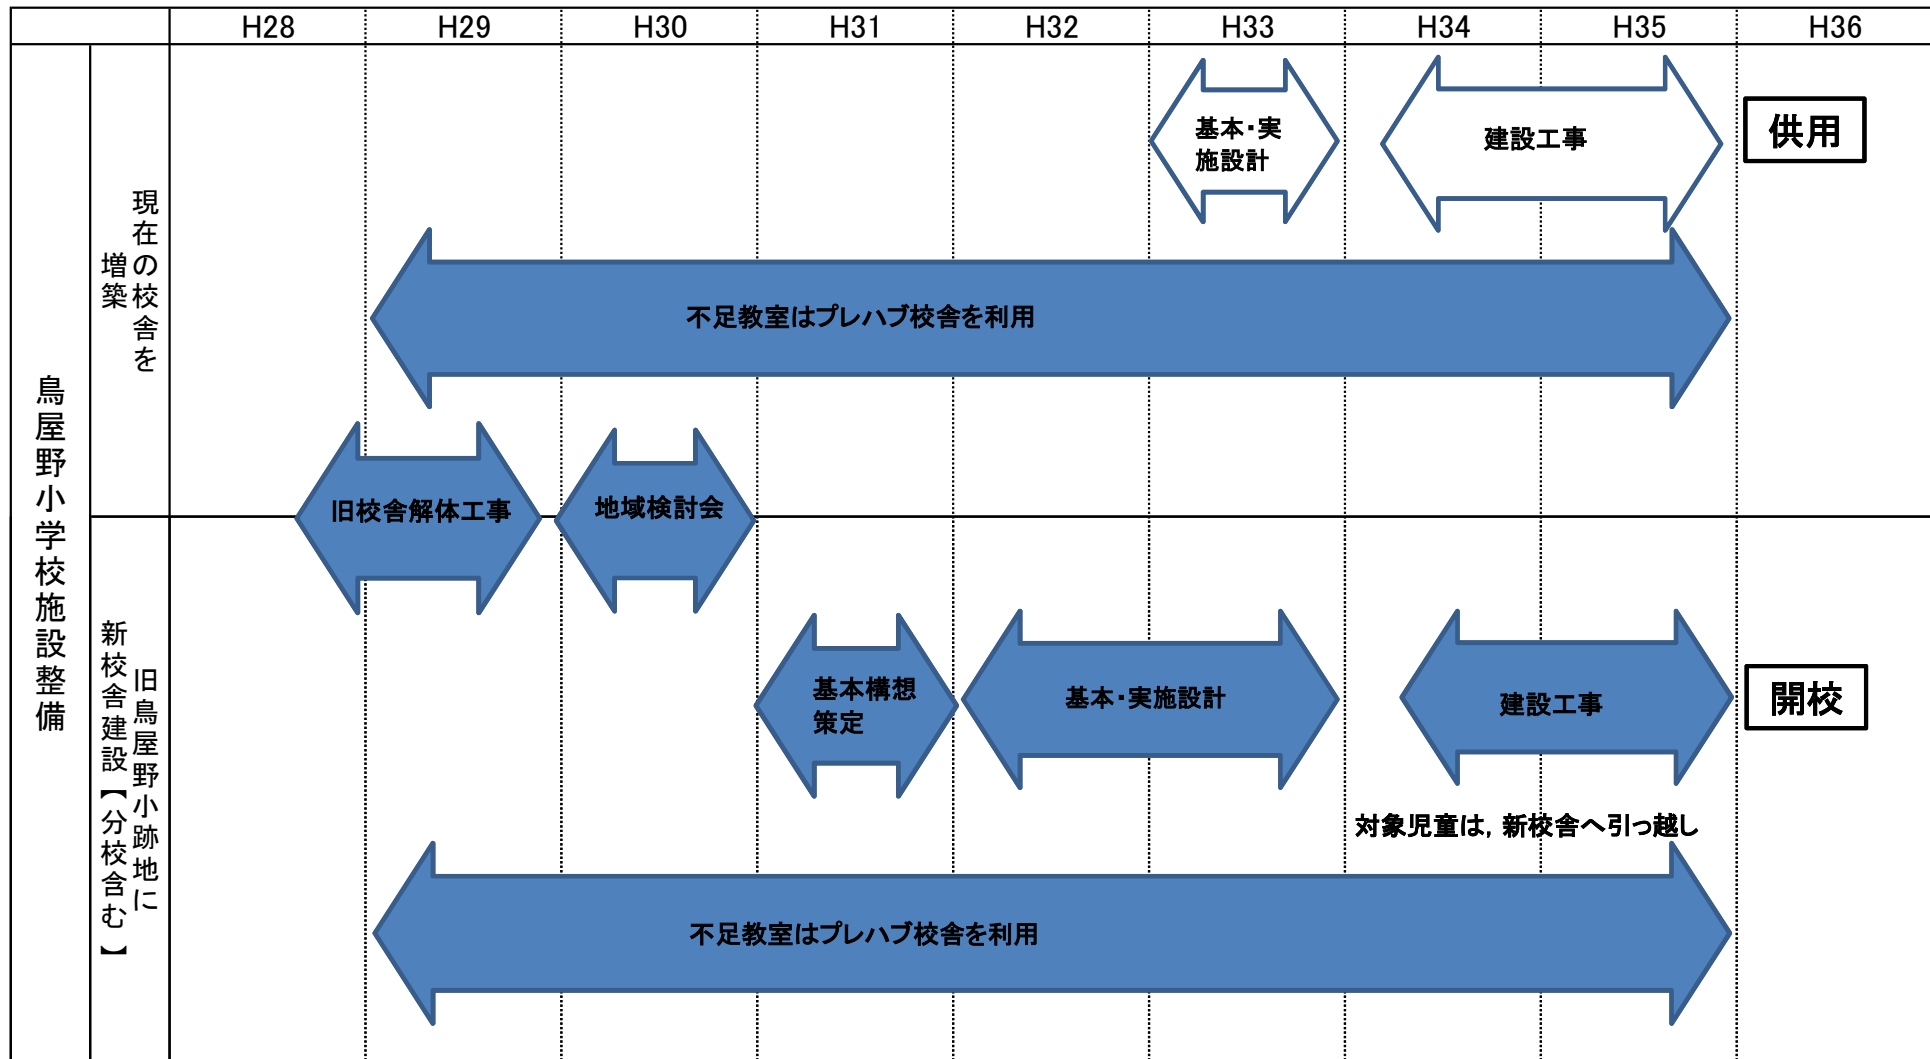 H28 H29 H30 H31 H32 H33 H34 H35 H36
鳥屋野小学校施設整備
現在の校舎を
増築
基本・実
施設計
建設工事
供用
不足教室はプレハブ校舎を利用
旧校舎解体工事
地域検討会
旧鳥屋野小跡地に
新校舎建設【分校含む】
基本構想
策定
基本・実施設計
建設工事
開校
対象児童は，新校舎へ引っ越し
不足教室はプレハブ校舎を利用